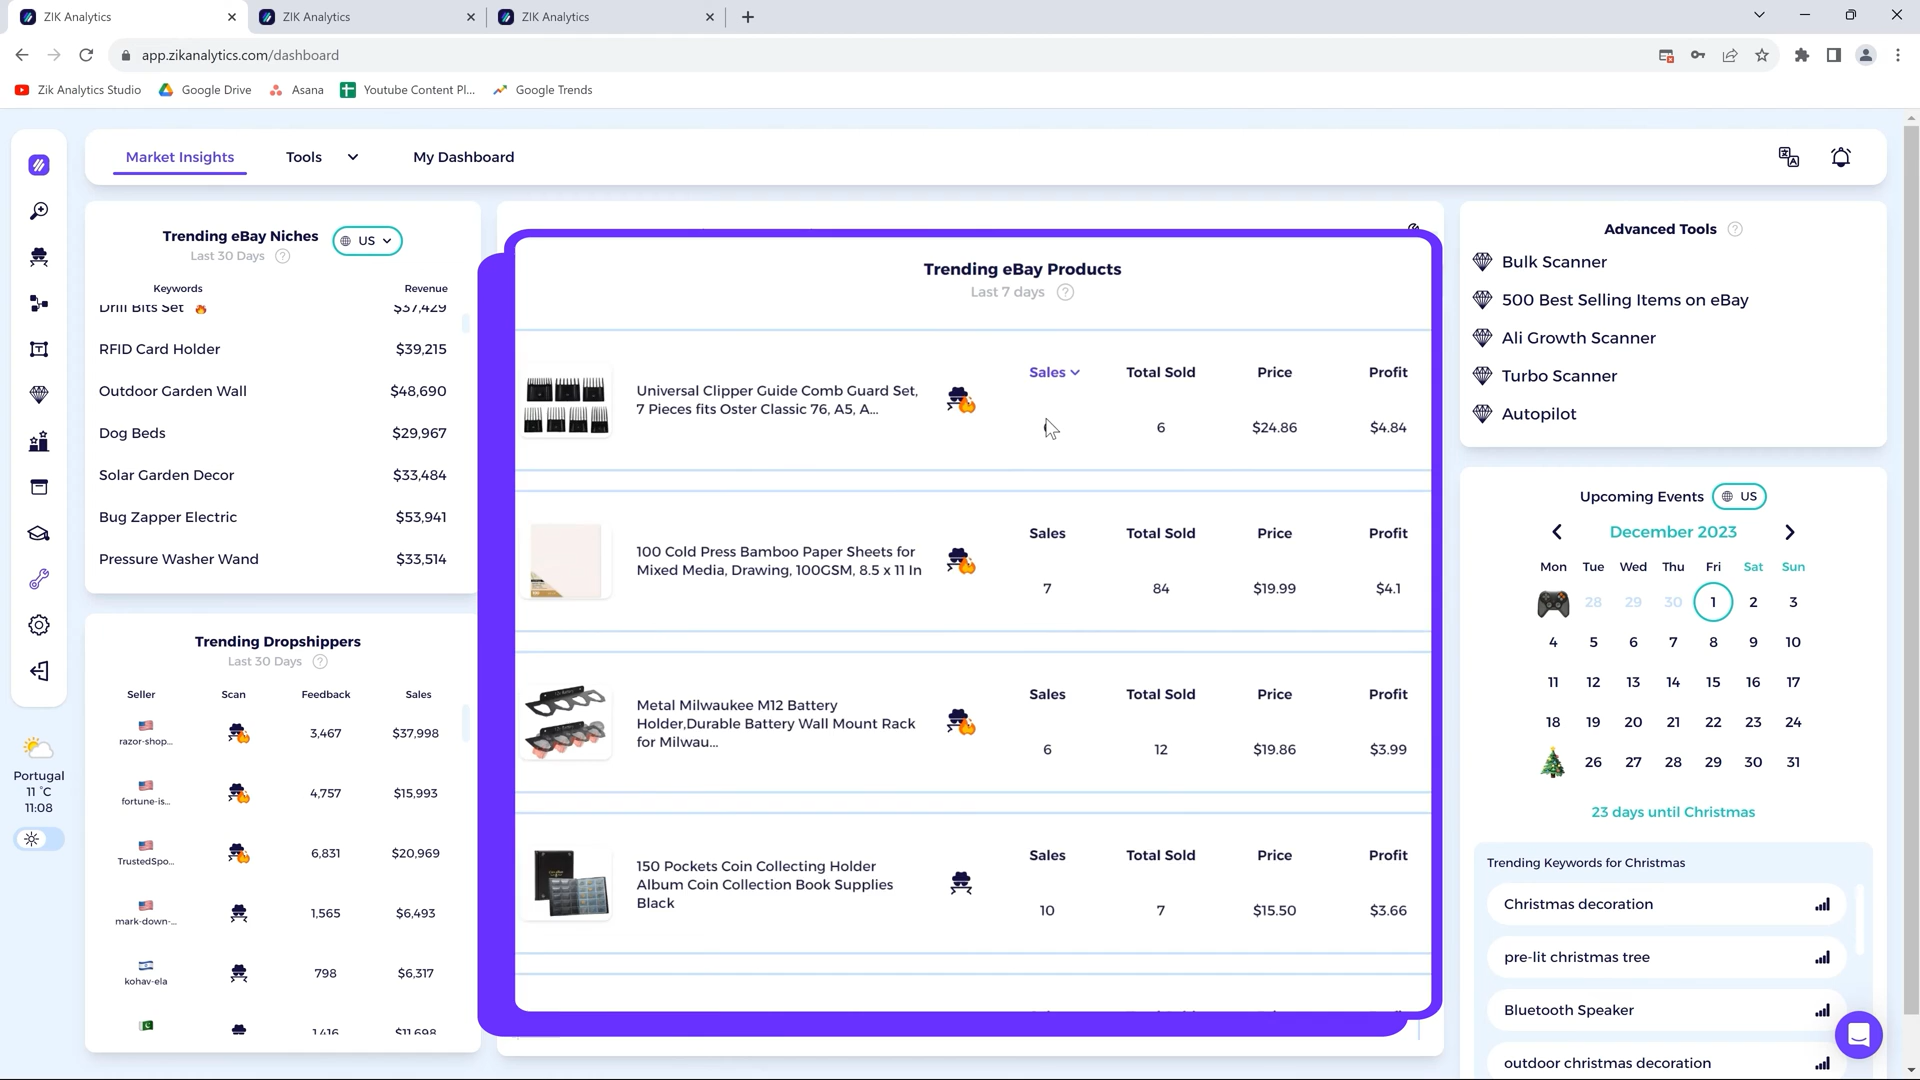 ZIK Analytics
ZIK Analytics
ZIK Analytics
app.zikanalytics.com/dashboard
Zik Analytics Studio
Google Drive
Asana
Youtube Content Pl...
Google Trends
Market Insights
Tools
My Dashboard
Trending eBay Niches
US
Last 30 Days
Keywords Revenue
Drill Bits Set $37,429
RFID Card Holder $39,215
Outdoor Garden Wall $48,690
Dog Beds $29,967
Solar Garden Decor $33,484
Bug Zapper Electric $53,941
Pressure Washer Wand $33,514
Trending Dropshippers
Last 30 Days
Seller Scan Feedback Sales
razor-shop... 3,467 $37,998
fortune-is... 4,757 $15,993
TrustedSpo... 6,831 $20,969
mark-down-... 1,565 $6,493
kohav-ela 798 $6,317
1,416 $11,698
Portugal
11 °C
11:08
Trending eBay Products
Last 7 days
Universal Clipper Guide Comb Guard Set,
7 Pieces fits Oster Classic 76, A5, A...
Sales Total Sold Price Profit
6 $24.86 $4.84
100 Cold Press Bamboo Paper Sheets for
Mixed Media, Drawing, 100GSM, 8.5 x 11 In
Sales Total Sold Price Profit
7 84 $19.99 $4.1
Metal Milwaukee M12 Battery
Holder,Durable Battery Wall Mount Rack
for Milwau...
Sales Total Sold Price Profit
6 12 $19.86 $3.99
150 Pockets Coin Collecting Holder
Album Coin Collection Book Supplies
Black
Sales Total Sold Price Profit
10 7 $15.50 $3.66
Advanced Tools
Bulk Scanner
500 Best Selling Items on eBay
Ali Growth Scanner
Turbo Scanner
Autopilot
Upcoming Events
US
December 2023
Mon Tue Wed Thu Fri Sat Sun
28 29 30 1 2 3
4 5 6 7 8 9 10
11 12 13 14 15 16 17
18 19 20 21 22 23 24
26 27 28 29 30 31
23 days until Christmas
Trending Keywords for Christmas
Christmas decoration
pre-lit christmas tree
Bluetooth Speaker
outdoor christmas decoration